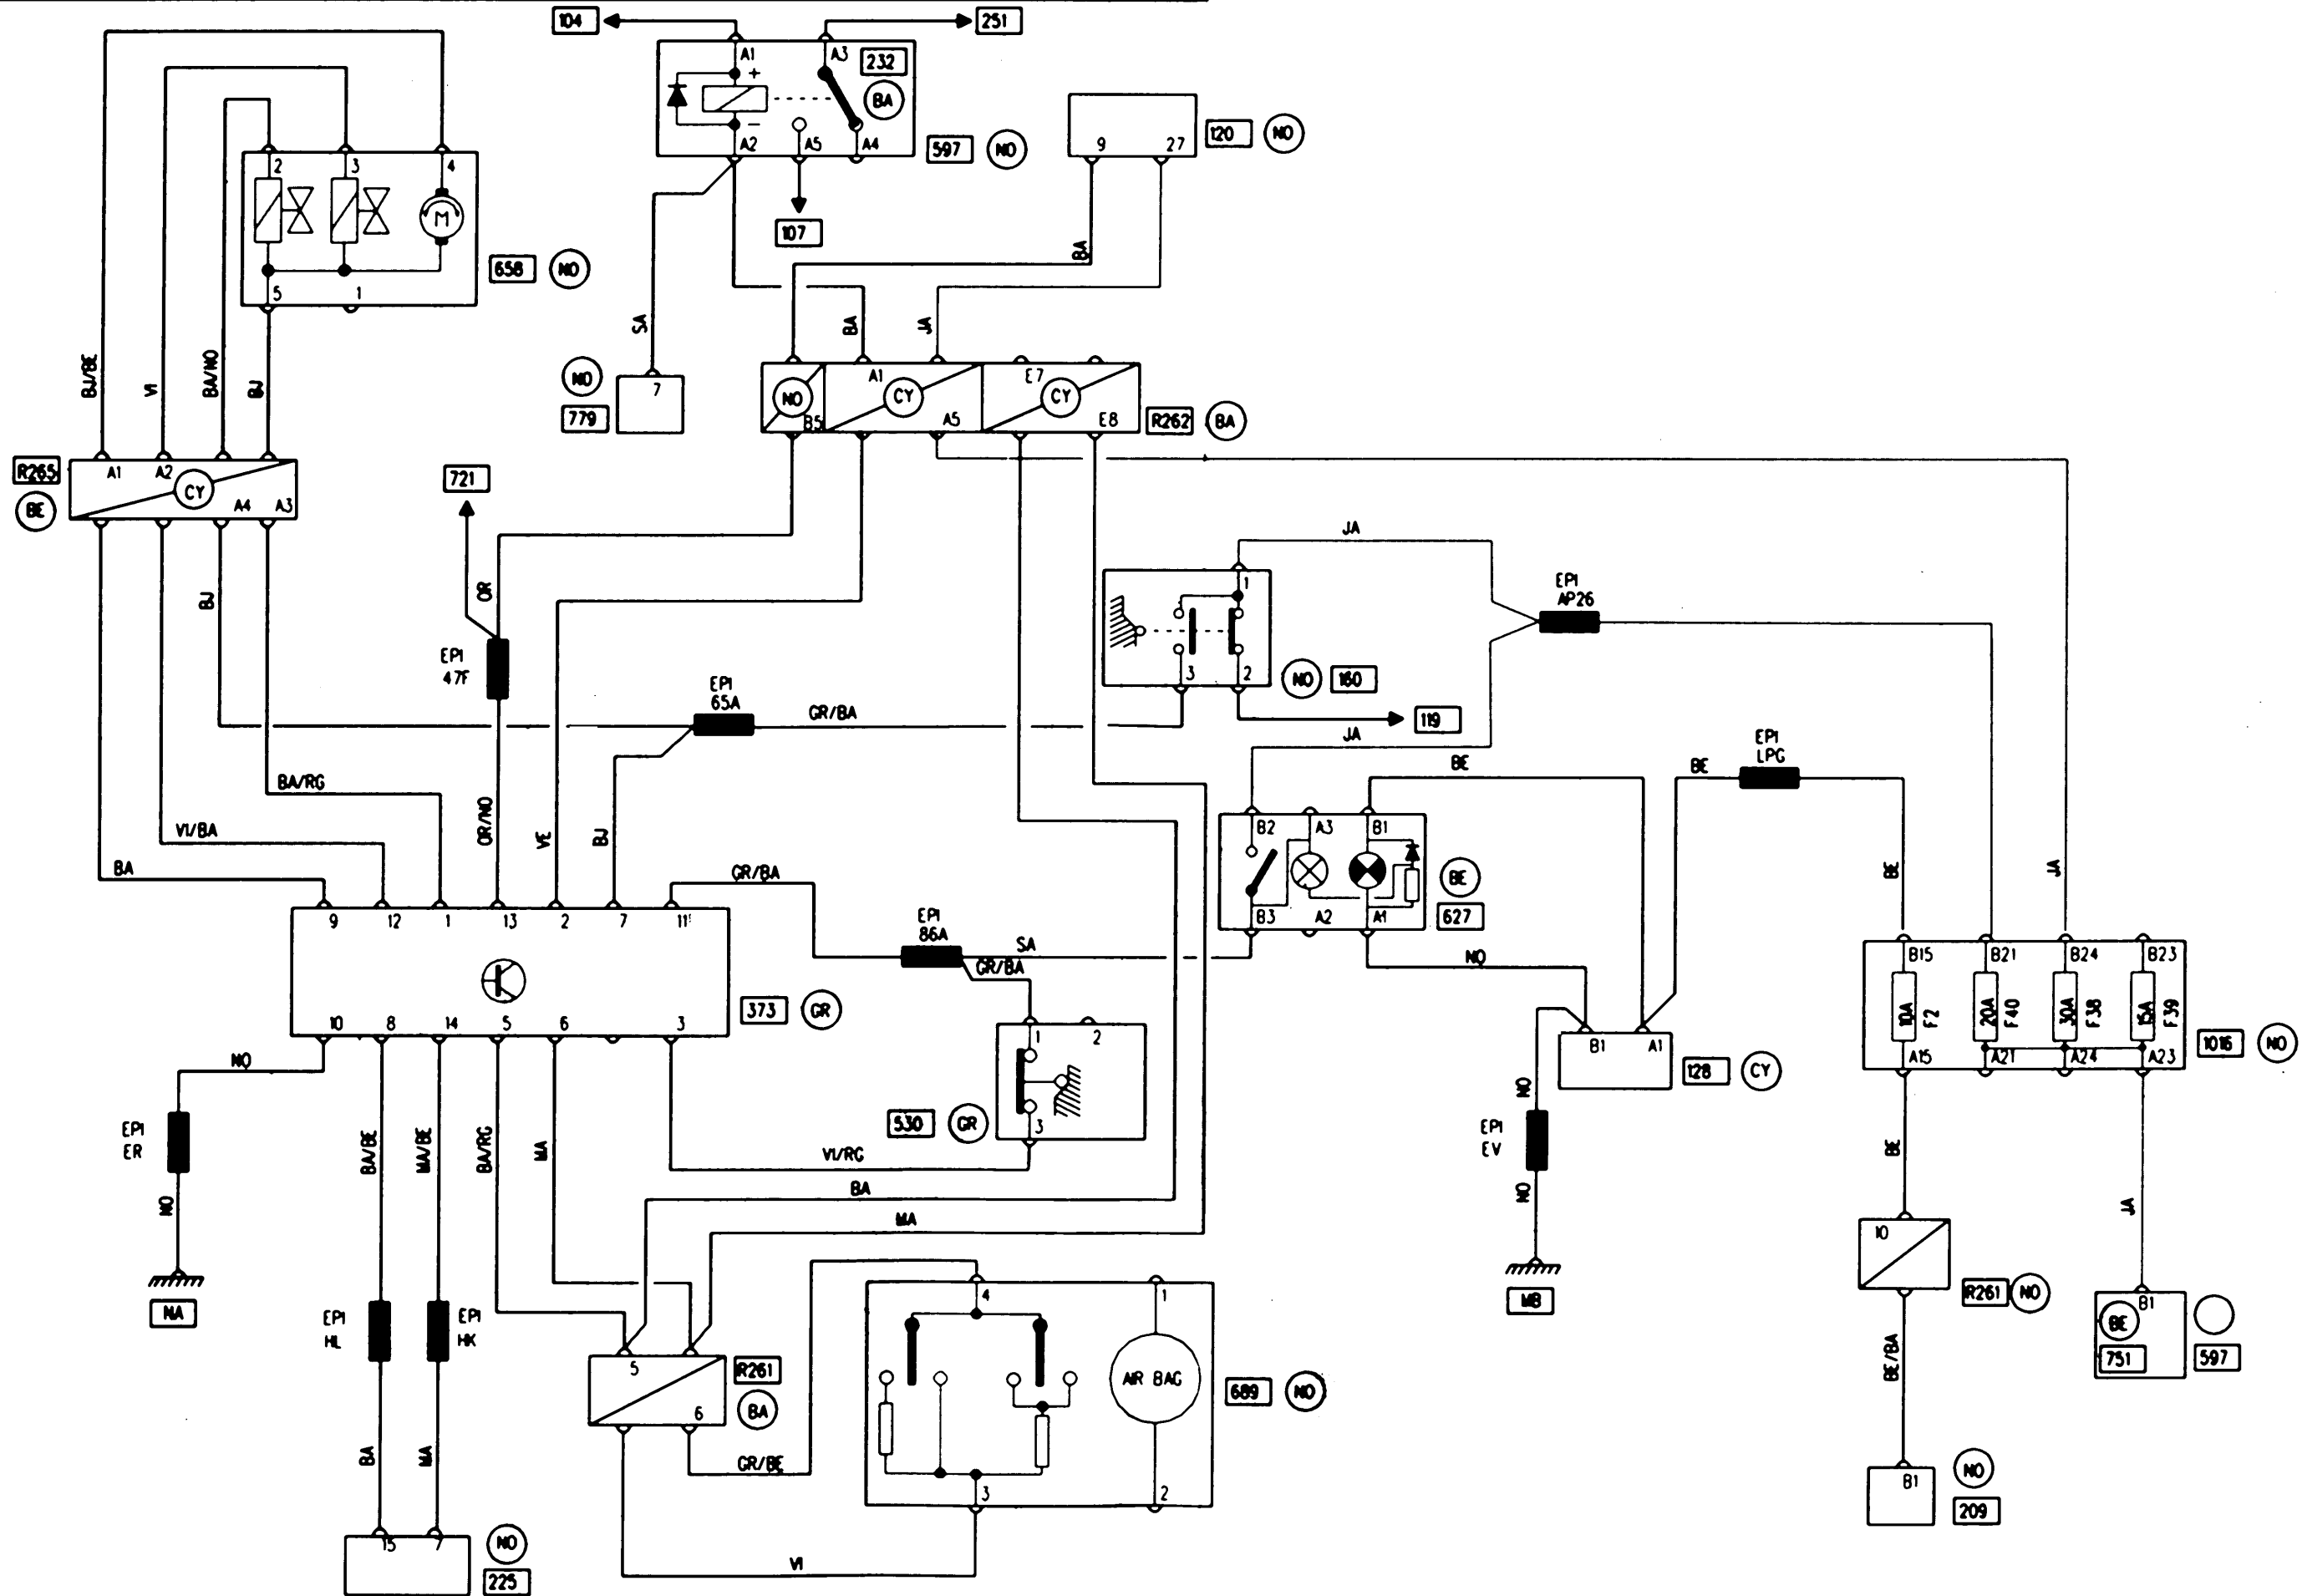 104
251
A1
A3
232
+
BA
−
A2
A5
A4
597
NO
107
9
27
120
NO
2
3
4
M
5
1
658
NO
BJ/BE
VI
BA/NO
BJ
SA
BA
JA
BA
NO
779
7
NO
B5
A1
CY
A5
E7
CY
E8
R262
BA
R265
BE
A1
A2
CY
A4
A3
721
BJ
OR
EPI
47F
EPI
65A
GR/BA
JA
1
3
2
NO
160
119
EPI
AP26
JA
BE
BE
EPI
LPG
BA/RG
VI/BA
BA
OR/NO
VE
BJ
GR/BA
B2
A3
B1
B3
A2
A1
BE
627
BE
JA
9
12
1
13
2
7
11
10
8
14
5
6
3
373
GR
EPI
86A
SA
GR/BA
NO
B15
B21
B24
B23
10A
F2
20A
F40
30A
F38
15A
F39
A15
A21
A24
A23
1016
NO
B1
A1
128
CY
1
2
3
530
GR
NO
EPI
ER
NO
NA
BA/BE
MA/BE
BA/RG
MA
VI/RG
BA
MA
NO
EPI
EV
NO
MB
BE
10
R261
NO
JA
B1
BE
751
597
BE/BA
EPI
HL
EPI
HK
5
6
R261
BA
4
1
AIR BAG
3
2
689
NO
GR/BE
BA
MA
VI
15
7
NO
225
B1
NO
209